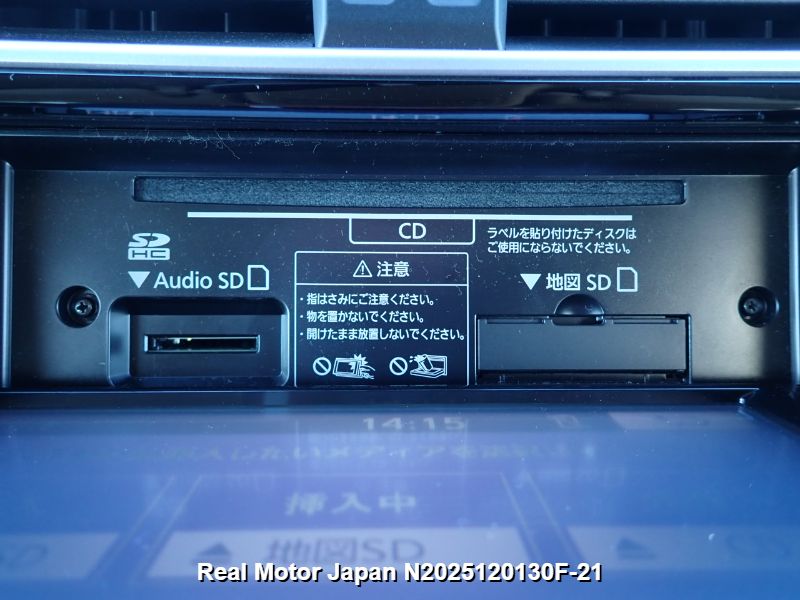 CD
ラベルを貼り付けたディスクは
ご使用にならないでください。
SD
HC
▼Audio SD
⚠注意
・指はさみにご注意ください。
・物を置かないでください。
・開けたまま放置しないでください。
▼地図 SD
14:15
挿入中
地図SD
Real Motor Japan N2025120130F-21